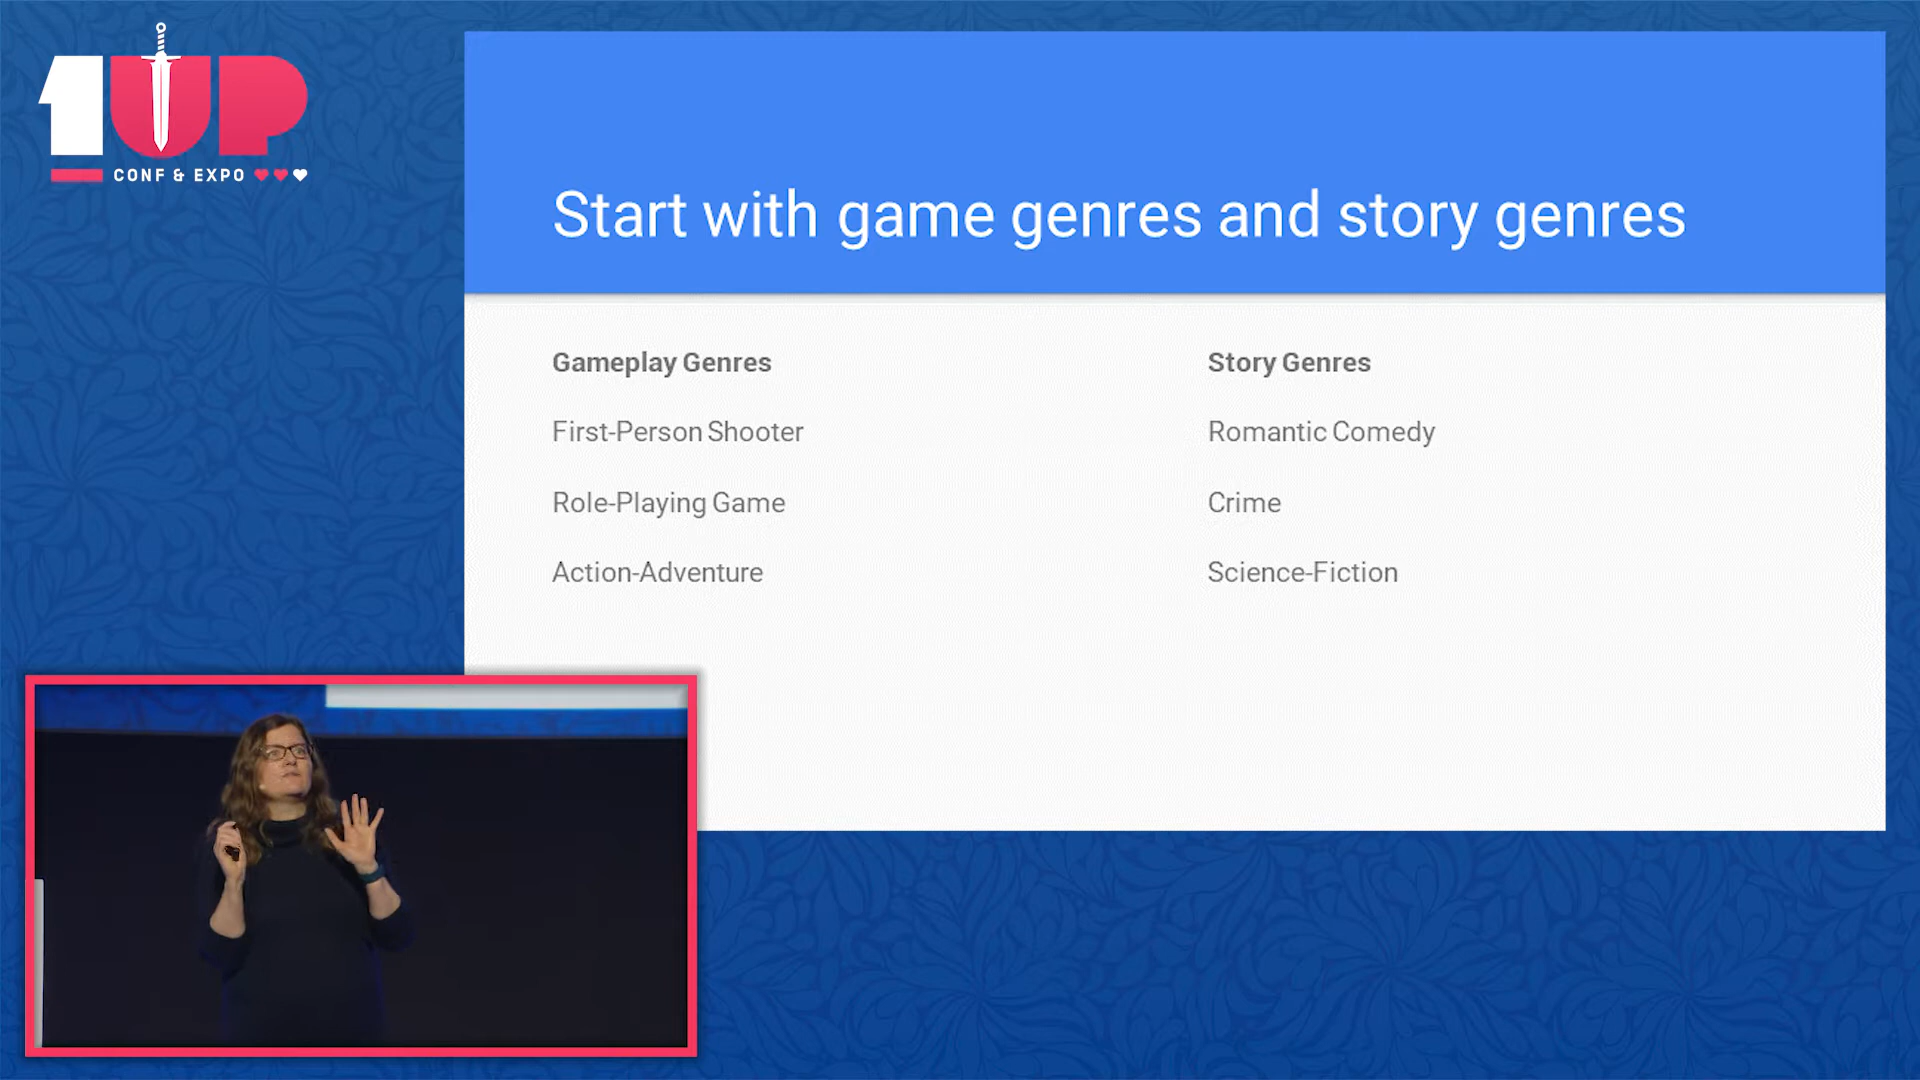 1UP
CONF & EXPO
Start with game genres and story genres
Gameplay Genres
First-Person Shooter
Role-Playing Game
Action-Adventure
Story Genres
Romantic Comedy
Crime
Science-Fiction